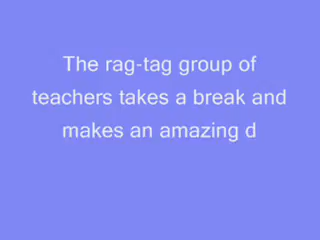 The rag-tag group of
teachers takes a break and
makes an amazing d